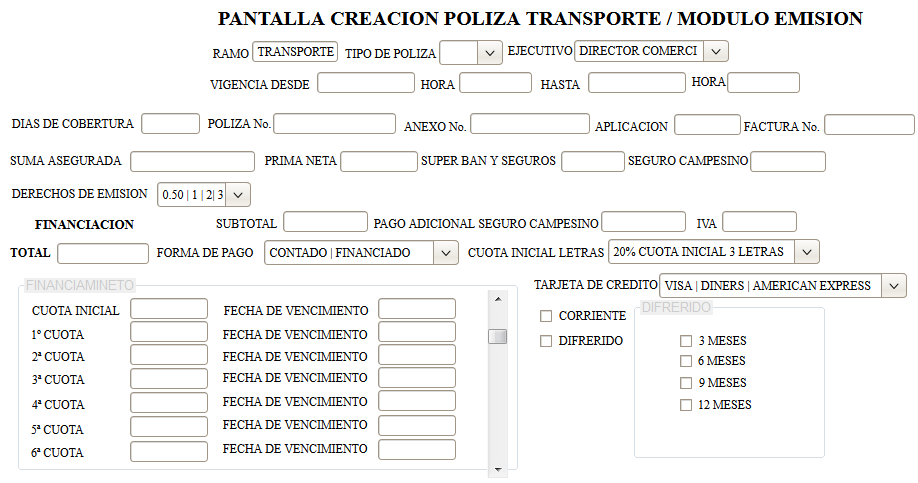 PANTALLA CREACION POLIZA TRANSPORTE / MODULO EMISION
RAMO TRANSPORTE TIPO DE POLIZA EJECUTIVO DIRECTOR COMERCI
VIGENCIA DESDE HORA HASTA HORA
DIAS DE COBERTURA POLIZA No. ANEXO No. APLICACION FACTURA No.
SUMA ASEGURADA PRIMA NETA SUPER BAN Y SEGUROS SEGURO CAMPESINO
DERECHOS DE EMISION 0.50 | 1 | 2| 3
FINANCIACION SUBTOTAL PAGO ADICIONAL SEGURO CAMPESINO IVA
TOTAL FORMA DE PAGO CONTADO | FINANCIADO CUOTA INICIAL LETRAS 20% CUOTA INICIAL 3 LETRAS
FINANCIAMINETO
CUOTA INICIAL FECHA DE VENCIMIENTO
1º CUOTA FECHA DE VENCIMIENTO
2ª CUOTA FECHA DE VENCIMIENTO
3ª CUOTA FECHA DE VENCIMIENTO
4ª CUOTA FECHA DE VENCIMIENTO
5ª CUOTA FECHA DE VENCIMIENTO
6ª CUOTA FECHA DE VENCIMIENTO
TARJETA DE CREDITO VISA | DINERS | AMERICAN EXPRESS
CORRIENTE
DIFRERIDO
DIFRERIDO
3 MESES
6 MESES
9 MESES
12 MESES